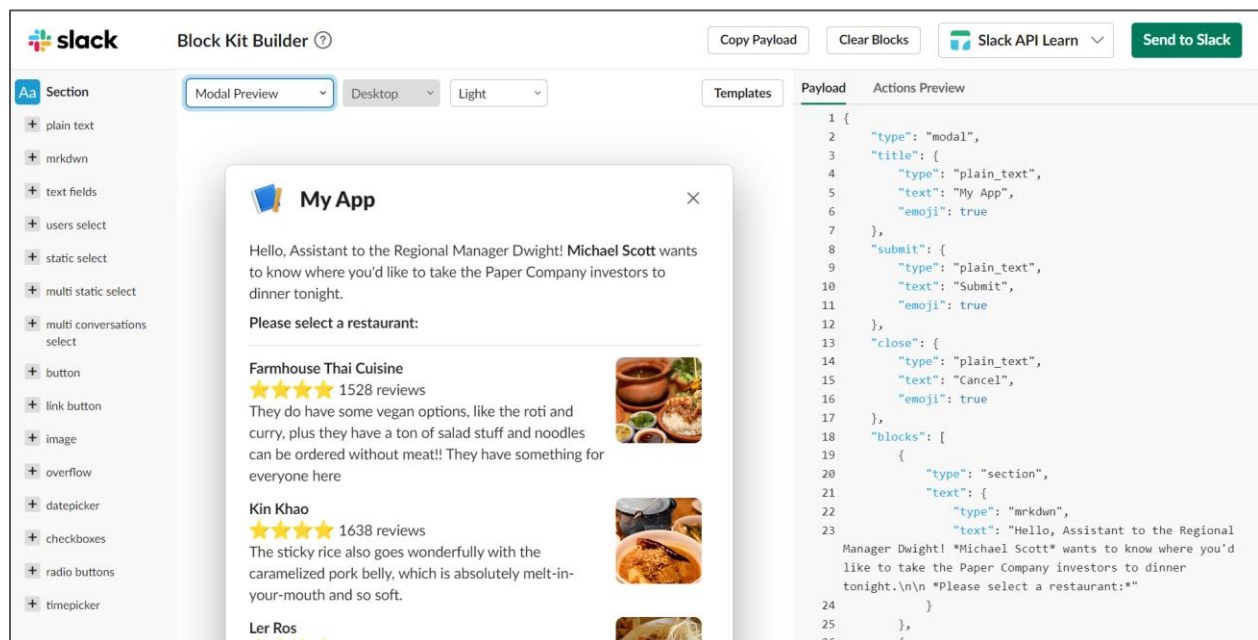 slack
Block Kit Builder ?
Copy Payload
Clear Blocks
Slack API Learn
Send to Slack
Aa Section
+ plain text
+ mrkdwn
+ text fields
+ users select
+ static select
+ multi static select
+ multi conversations
select
+ button
+ link button
+ image
+ overflow
+ datepicker
+ checkboxes
+ radio buttons
+ timepicker
Modal Preview
Desktop
Light
Templates
My App
Hello, Assistant to the Regional Manager Dwight! Michael Scott wants
to know where you'd like to take the Paper Company investors to
dinner tonight.
Please select a restaurant:
Farmhouse Thai Cuisine
1528 reviews
They do have some vegan options, like the roti and
curry, plus they have a ton of salad stuff and noodles
can be ordered without meat!! They have something for
everyone here
Kin Khao
1638 reviews
The sticky rice also goes wonderfully with the
caramelized pork belly, which is absolutely melt-in-
your-mouth and so soft.
Ler Ros
Payload
Actions Preview
1 {
2 "type": "modal",
3 "title": {
4 "type": "plain_text",
5 "text": "My App",
6 "emoji": true
7 },
8 "submit": {
9 "type": "plain_text",
10 "text": "Submit",
11 "emoji": true
12 },
13 "close": {
14 "type": "plain_text",
15 "text": "Cancel",
16 "emoji": true
17 },
18 "blocks": [
19 {
20 "type": "section",
21 "text": {
22 "type": "mrkdwn",
23 "text": "Hello, Assistant to the Regional
Manager Dwight! *Michael Scott* wants to know where you'd
like to take the Paper Company investors to dinner
tonight.\n\n *Please select a restaurant:*"
24 }
25 },